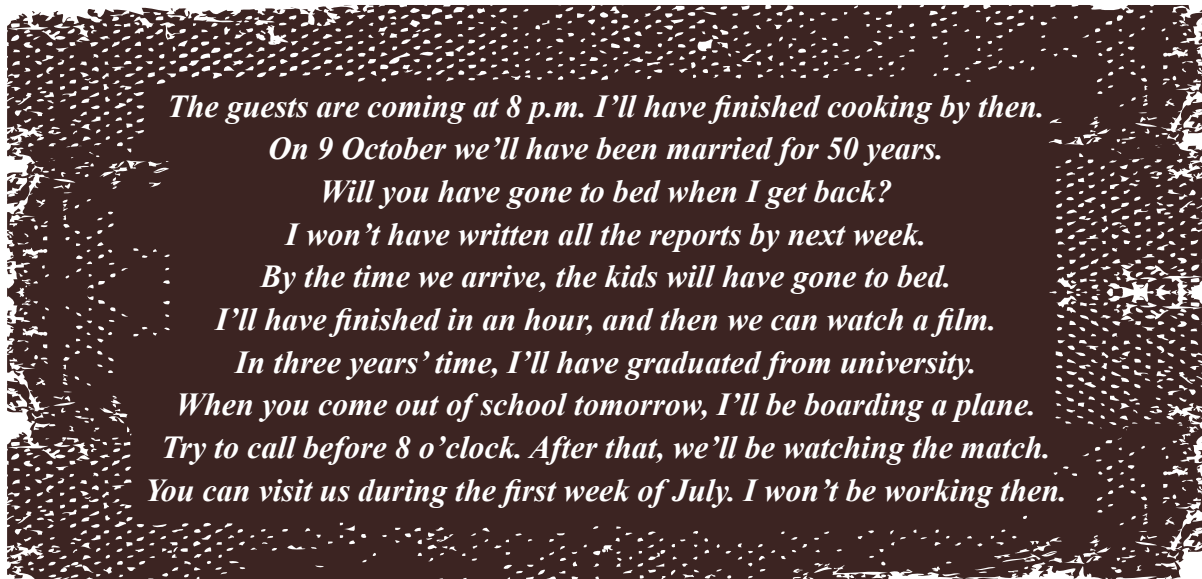 The guests are coming at 8 p.m. I’ll have finished cooking by then.
On 9 October we’ll have been married for 50 years.
Will you have gone to bed when I get back?
I won’t have written all the reports by next week.
By the time we arrive, the kids will have gone to bed.
I’ll have finished in an hour, and then we can watch a film.
In three years’ time, I’ll have graduated from university.
When you come out of school tomorrow, I’ll be boarding a plane.
Try to call before 8 o’clock. After that, we’ll be watching the match.
You can visit us during the first week of July. I won’t be working then.